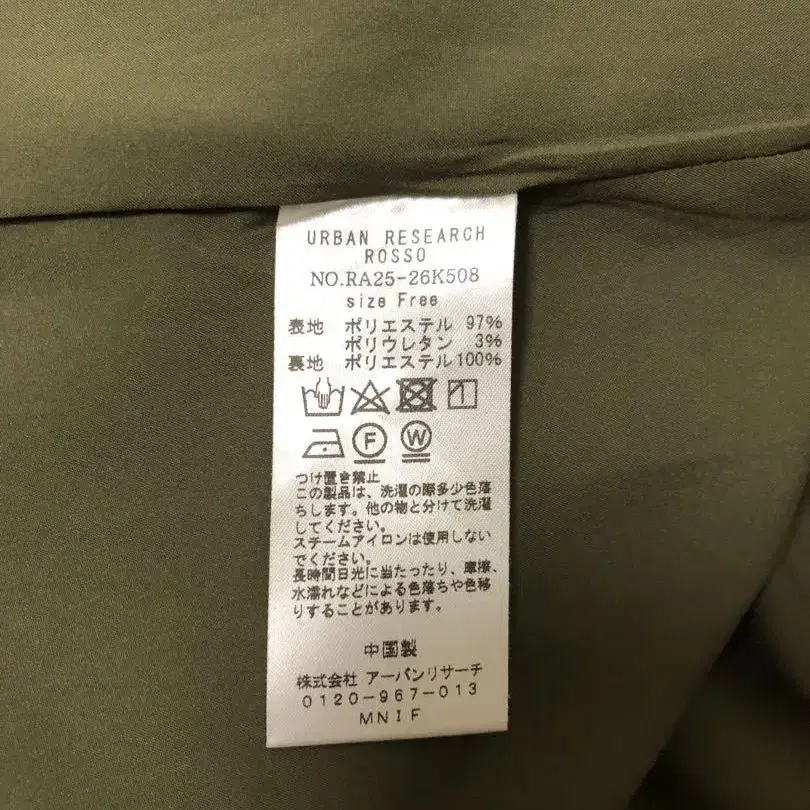 URBAN RESEARCH
ROSSO
NO.RA25-26K508
size Free
表地 ポリエステル 97%
ポリウレタン 3%
裏地 ポリエステル 100%
F W
つけ置き禁止
この製品は、洗濯の際多少色落
ちします。他の物と分けて洗濯
してください。
スチームアイロンは使用しない
でください。
長時間日光に当たったり、摩擦、
水濡れなどによる色落ちや色移
りすることがあります。
中国製
株式会社 アーバンリサーチ
0120-967-013
MNIF